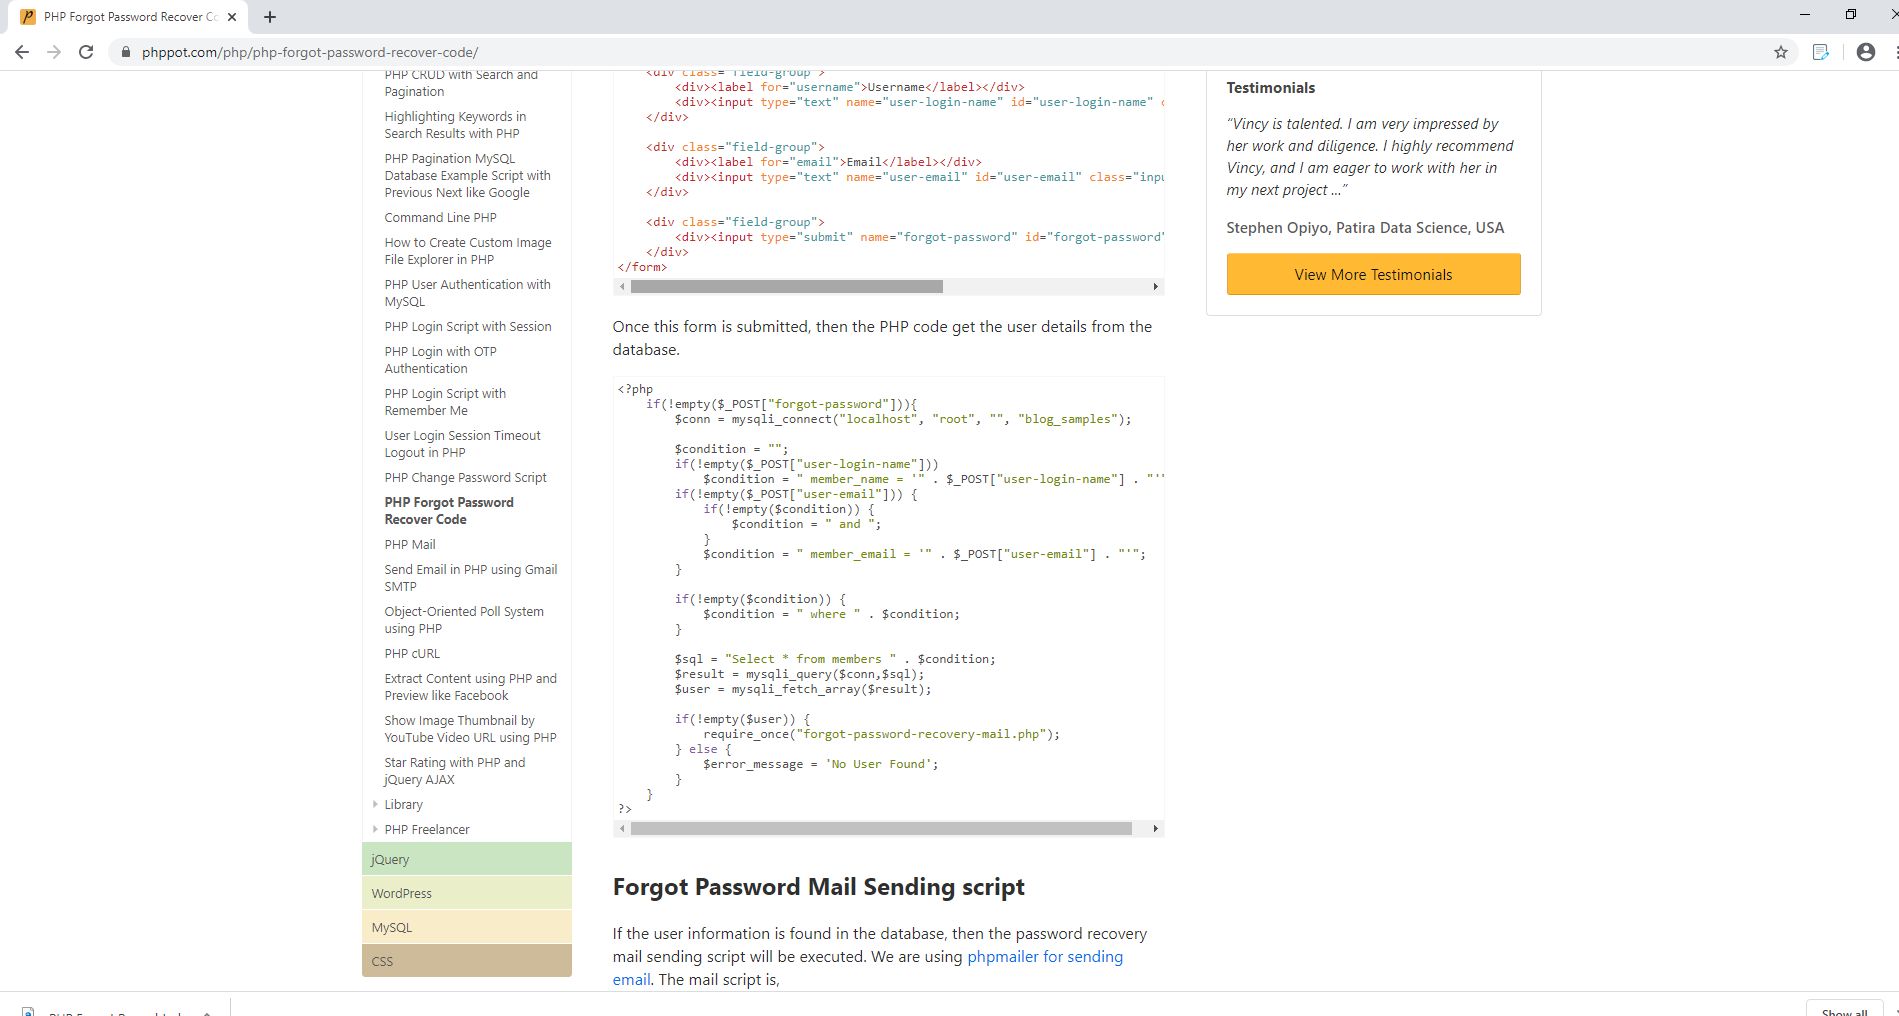 PHP Forgot Password Recover Co
phppot.com/php/php-forgot-password-recover-code/
PHP CRUD with Search and
Pagination
Highlighting Keywords in
Search Results with PHP
PHP Pagination MySQL
Database Example Script with
Previous Next like Google
Command Line PHP
How to Create Custom Image
File Explorer in PHP
PHP User Authentication with
MySQL
PHP Login Script with Session
PHP Login with OTP
Authentication
PHP Login Script with
Remember Me
User Login Session Timeout
Logout in PHP
PHP Change Password Script
PHP Forgot Password
Recover Code
PHP Mail
Send Email in PHP using Gmail
SMTP
Object-Oriented Poll System
using PHP
PHP cURL
Extract Content using PHP and
Preview like Facebook
Show Image Thumbnail by
YouTube Video URL using PHP
Star Rating with PHP and
jQuery AJAX
Library
PHP Freelancer
jQuery
WordPress
MySQL
CSS
<div class="field-group">
<div><label for="username">Username</label></div>
<div><input type="text" name="user-login-name" id="user-login-name" c
</div>
<div class="field-group">
<div><label for="email">Email</label></div>
<div><input type="text" name="user-email" id="user-email" class="inpu
</div>
<div class="field-group">
<div><input type="submit" name="forgot-password" id="forgot-password"
</div>
</form>
Once this form is submitted, then the PHP code get the user details from the
database.
<?php
if(!empty($_POST["forgot-password"])){
$conn = mysqli_connect("localhost", "root", "", "blog_samples");
$condition = "";
if(!empty($_POST["user-login-name"]))
$condition = " member_name = '" . $_POST["user-login-name"] . "'"
if(!empty($_POST["user-email"])) {
if(!empty($condition)) {
$condition = " and ";
}
$condition = " member_email = '" . $_POST["user-email"] . "'";
}
if(!empty($condition)) {
$condition = " where " . $condition;
}
$sql = "Select * from members " . $condition;
$result = mysqli_query($conn,$sql);
$user = mysqli_fetch_array($result);
if(!empty($user)) {
require_once("forgot-password-recovery-mail.php");
} else {
$error_message = 'No User Found';
}
}
?>
Forgot Password Mail Sending script
If the user information is found in the database, then the password recovery
mail sending script will be executed. We are using phpmailer for sending
email. The mail script is,
Testimonials
“Vincy is talented. I am very impressed by
her work and diligence. I highly recommend
Vincy, and I am eager to work with her in
my next project ...”
Stephen Opiyo, Patira Data Science, USA
View More Testimonials
Show all